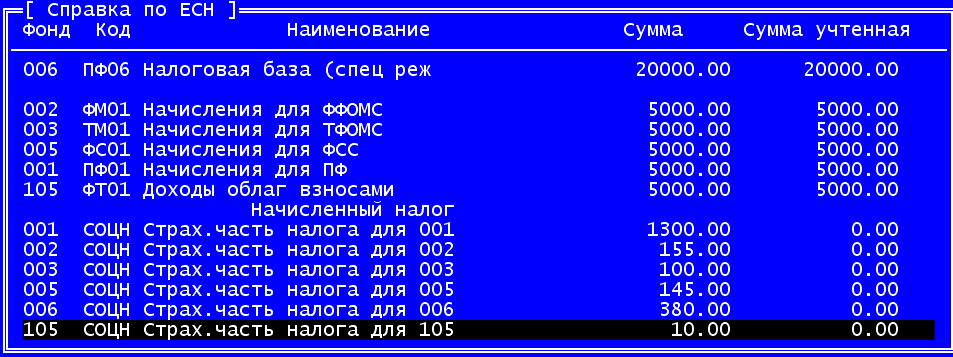 [ Справка по ЕСН ]
Фонд Код Наименование Сумма Сумма учтенная
006 ПФ06 Налоговая база (спец реж 20000.00 20000.00
002 ФМ01 Начисления для ФФОМС 5000.00 5000.00
003 ТМ01 Начисления для ТФОМС 5000.00 5000.00
005 ФС01 Начисления для ФСС 5000.00 5000.00
001 ПФ01 Начисления для ПФ 5000.00 5000.00
105 ФТ01 Доходы облаг взносами 5000.00 5000.00
Начисленный налог
001 СОЦН Страх.часть налога для 001 1300.00 0.00
002 СОЦН Страх.часть налога для 002 155.00 0.00
003 СОЦН Страх.часть налога для 003 100.00 0.00
005 СОЦН Страх.часть налога для 005 145.00 0.00
006 СОЦН Страх.часть налога для 006 380.00 0.00
105 СОЦН Страх.часть налога для 105 10.00 0.00